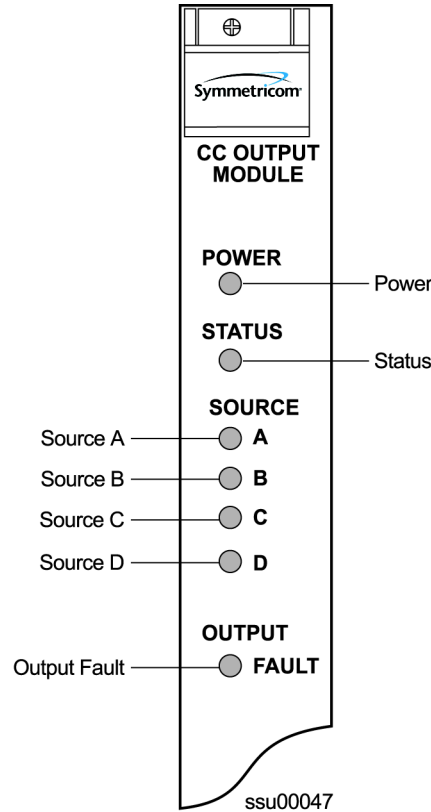 Symmetricom
CC OUTPUT
MODULE
POWER
Power
STATUS
Status
SOURCE
Source A
A
Source B
B
Source C
C
Source D
D
OUTPUT
Output Fault
FAULT
ssu00047